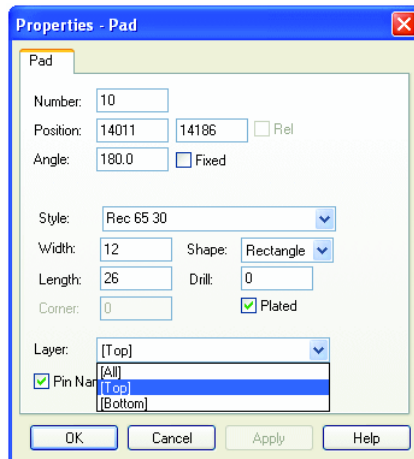 Properties - Pad
Pad
Number: 10
Position: 14011 14186 Rel
Angle: 180.0 Fixed
Style: Rec 65 30
Width: 12 Shape: Rectangle
Length: 26 Drill: 0
Corner: 0 Plated
Layer: [Top]
[All]
Pin Nar [Top]
[Bottom]
OK Cancel Apply Help